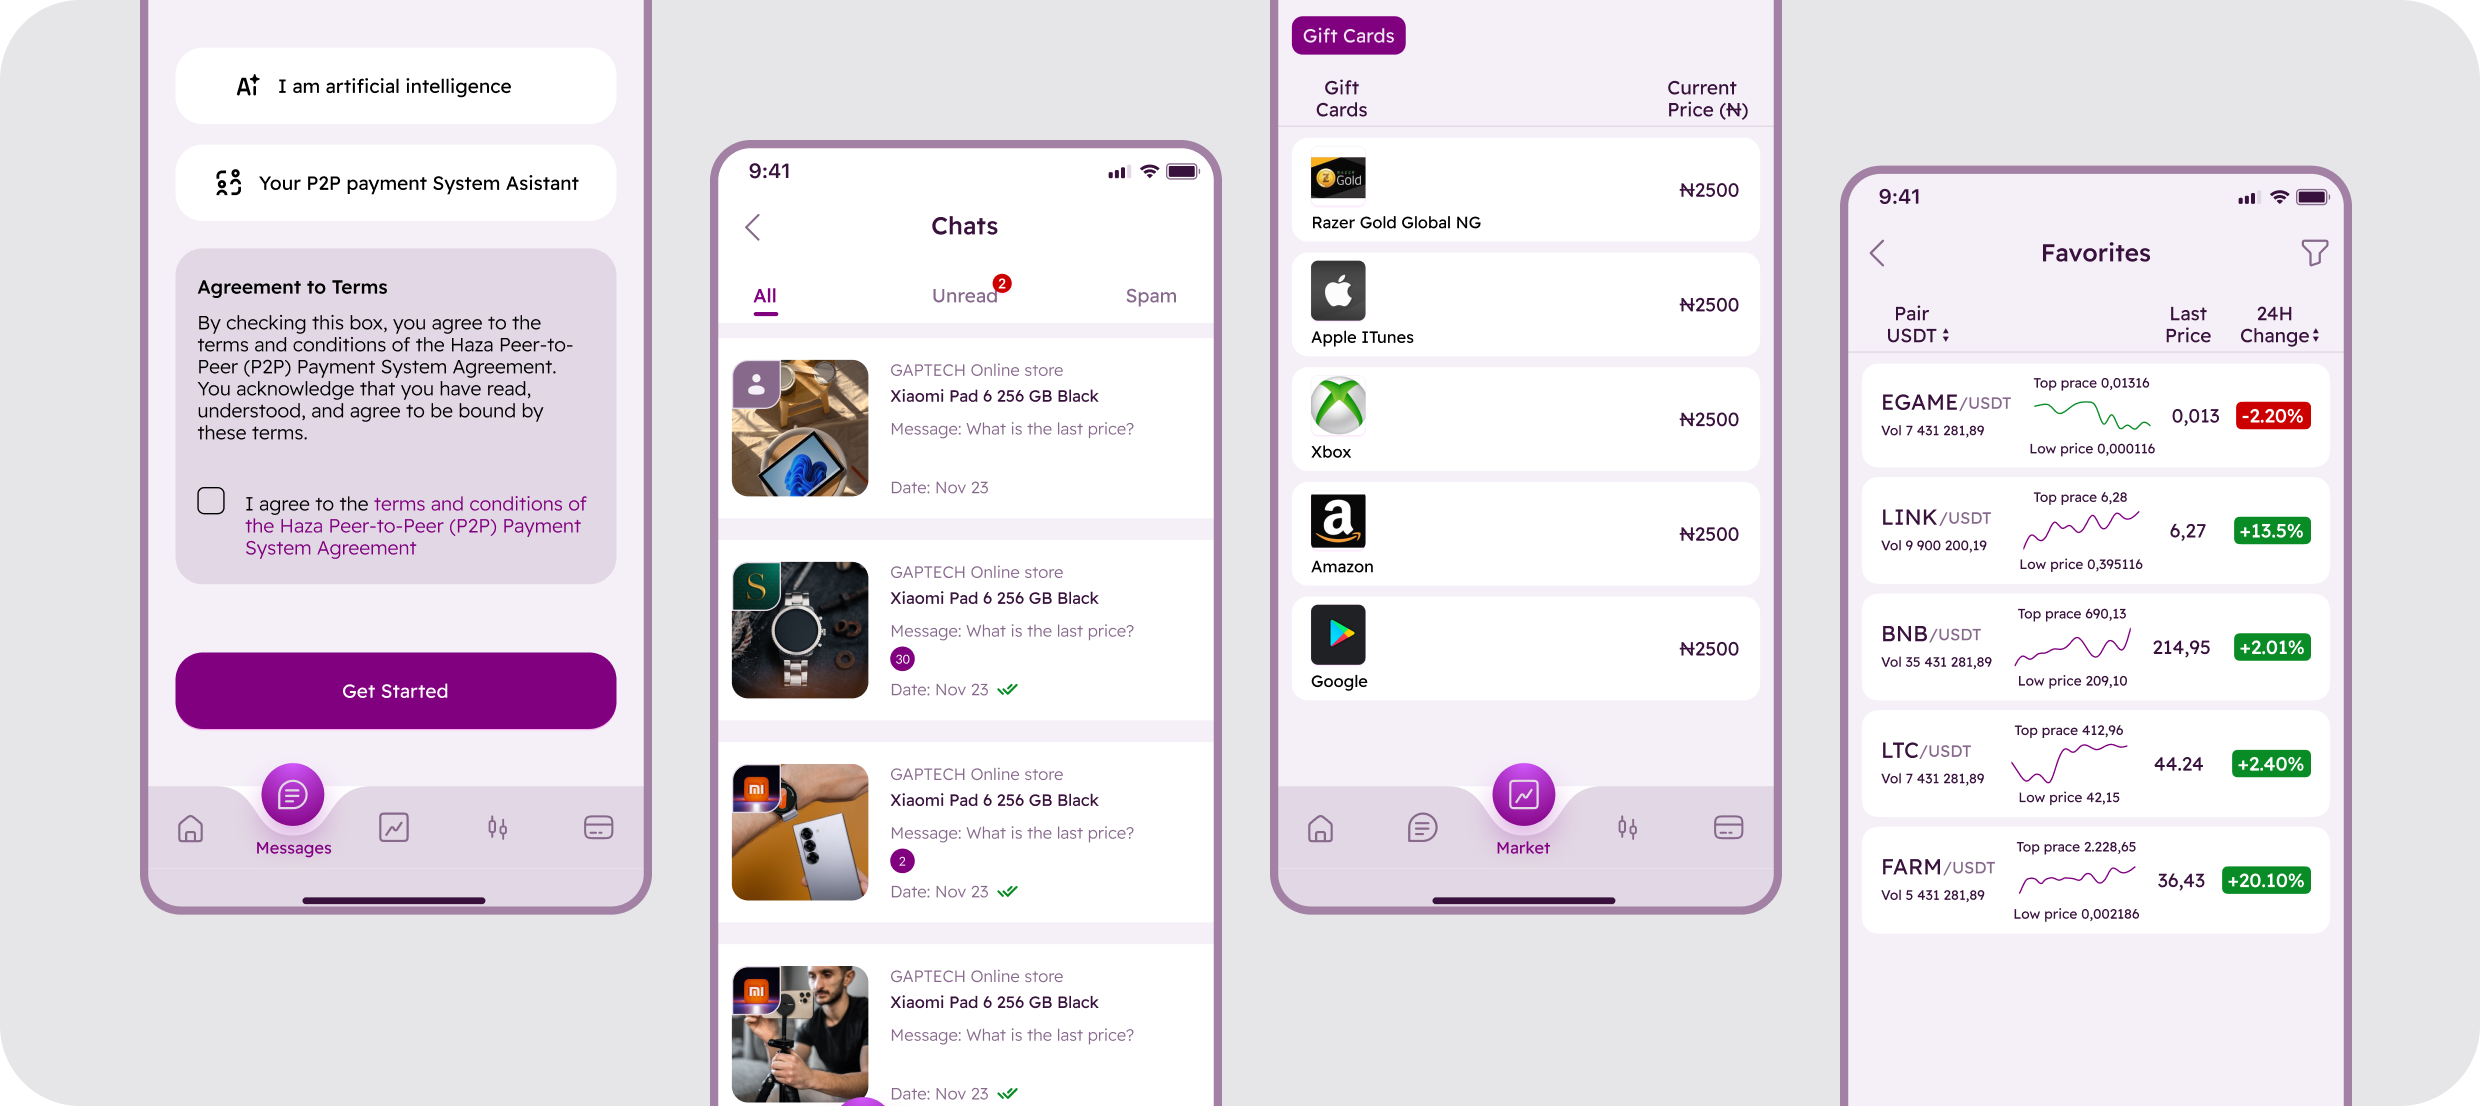 I am artificial intelligence
Your P2P payment System Asistant
Agreement to Terms
By checking this box, you agree to the
terms and conditions of the Haza Peer-to-
Peer (P2P) Payment System Agreement.
You acknowledge that you have read,
understood, and agree to be bound by
these terms.
I agree to the terms and conditions of
the Haza Peer-to-Peer (P2P) Payment
System Agreement
Get Started
Messages
9:41
Chats
All
Unread
2
Spam
GAPTECH Online store
Xiaomi Pad 6 256 GB Black
Message: What is the last price?
Date: Nov 23
S
GAPTECH Online store
Xiaomi Pad 6 256 GB Black
Message: What is the last price?
30
Date: Nov 23
mi
GAPTECH Online store
Xiaomi Pad 6 256 GB Black
Message: What is the last price?
2
Date: Nov 23
mi
GAPTECH Online store
Xiaomi Pad 6 256 GB Black
Message: What is the last price?
Date: Nov 23
Gift Cards
Gift
Cards
Current
Price (₦)
RAZER
Gold
Razer Gold Global NG
₦2500
Apple ITunes
₦2500
Xbox
₦2500
a
Amazon
₦2500
Google
₦2500
Market
9:41
Favorites
Pair
USDT
Last
Price
24H
Change
EGAME/USDT
Vol 7 431 281,89
Top prace 0,01316
Low price 0,000116
0,013
-2.20%
LINK/USDT
Vol 9 900 200,19
Top prace 6,28
Low price 0,395116
6,27
+13.5%
BNB/USDT
Vol 35 431 281,89
Top prace 690,13
Low price 209,10
214,95
+2.01%
LTC/USDT
Vol 7 431 281,89
Top prace 412,96
Low price 42,15
44.24
+2.40%
FARM/USDT
Vol 5 431 281,89
Top prace 2.228,65
Low price 0,002186
36,43
+20.10%